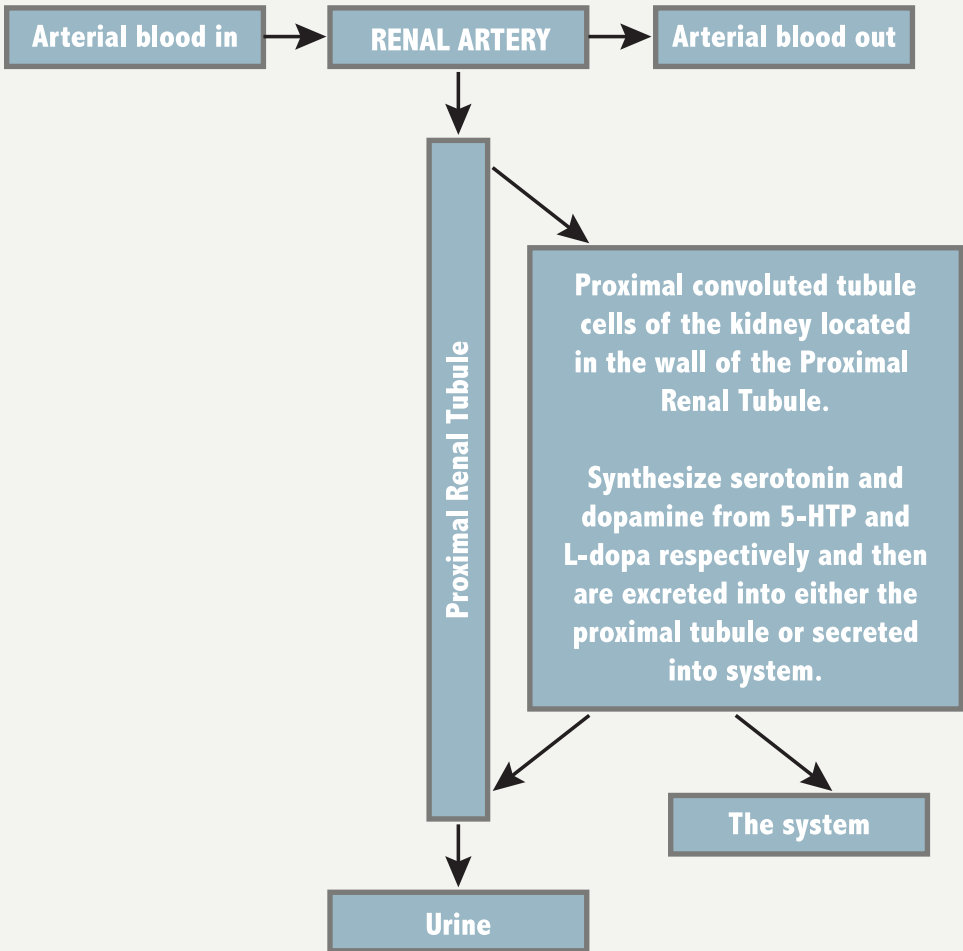 Arterial blood in
RENAL ARTERY
Arterial blood out
Proximal Renal Tubule
Proximal convoluted tubule
cells of the kidney located
in the wall of the Proximal
Renal Tubule.
Synthesize serotonin and
dopamine from 5-HTP and
L-dopa respectively and then
are excreted into either the
proximal tubule or secreted
into system.
The system
Urine